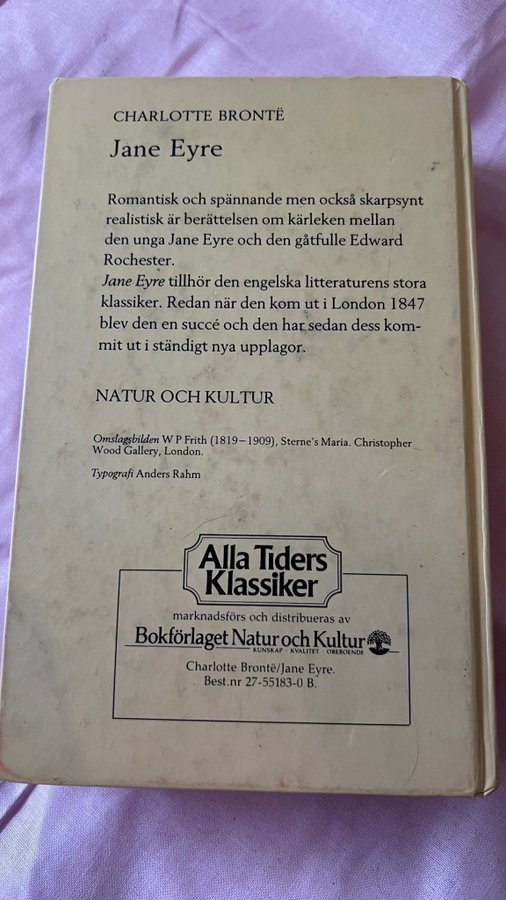 CHARLOTTE BRONTË
Jane Eyre
Romantisk och spännande men också skarpsynt
realistisk är berättelsen om kärleken mellan
den unga Jane Eyre och den gåtfulle Edward
Rochester.
Jane Eyre tillhör den engelska litteraturens stora
klassiker. Redan när den kom ut i London 1847
blev den en succé och den har sedan dess kom-
mit ut i ständigt nya upplagor.
NATUR OCH KULTUR
Omslagsbilden W P Frith (1819–1909), Sterne's Maria. Christopher
Wood Gallery, London.
Typografi Anders Rahm
Alla Tiders
Klassiker
marknadsförs och distribueras av
Bokförlaget Natur och Kultur
KUNSKAP · KVALITET · OBEROENDE
Charlotte Brontë/Jane Eyre.
Best.nr 27-55183-0 B.